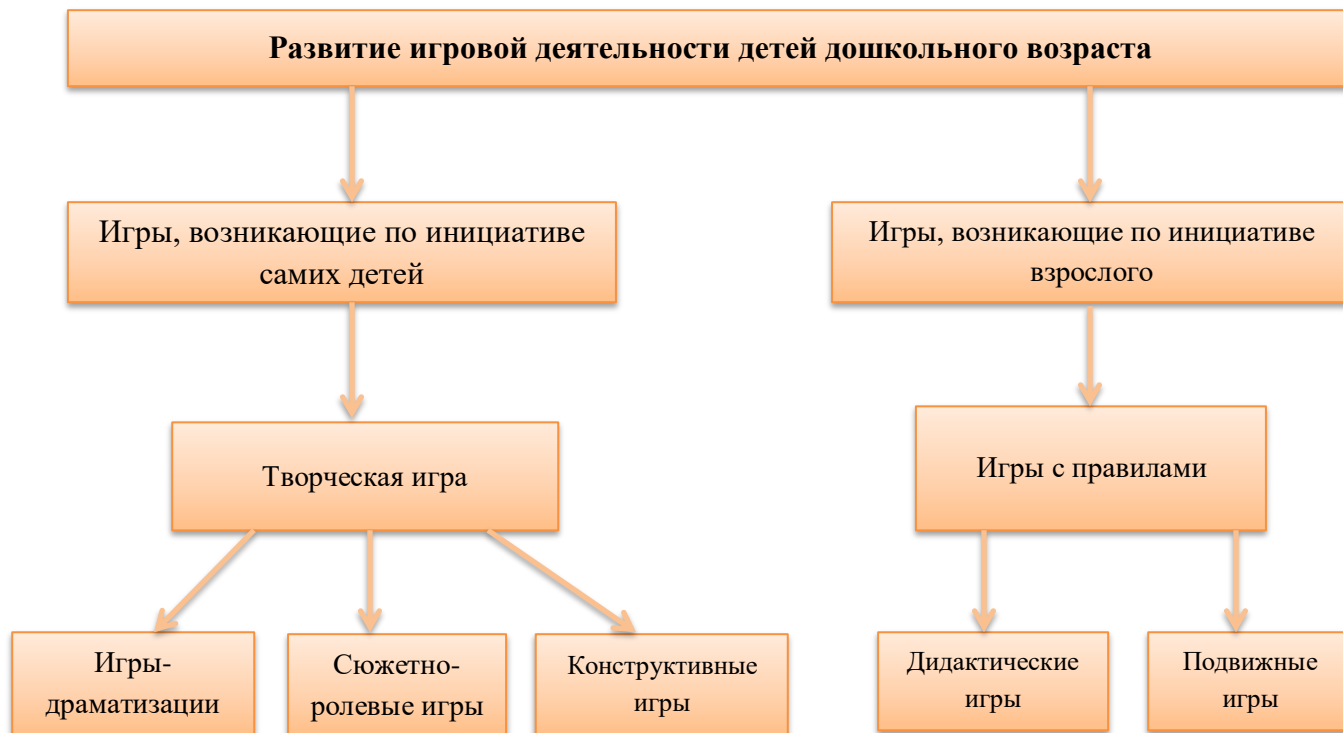 Развитие игровой деятельности детей дошкольного возраста
Игры, возникающие по инициативе
самих детей
Игры, возникающие по инициативе
взрослого
Творческая игра
Игры с правилами
Игры-
драматизации
Сюжетно-
ролевые игры
Конструктивные
игры
Дидактические
игры
Подвижные
игры